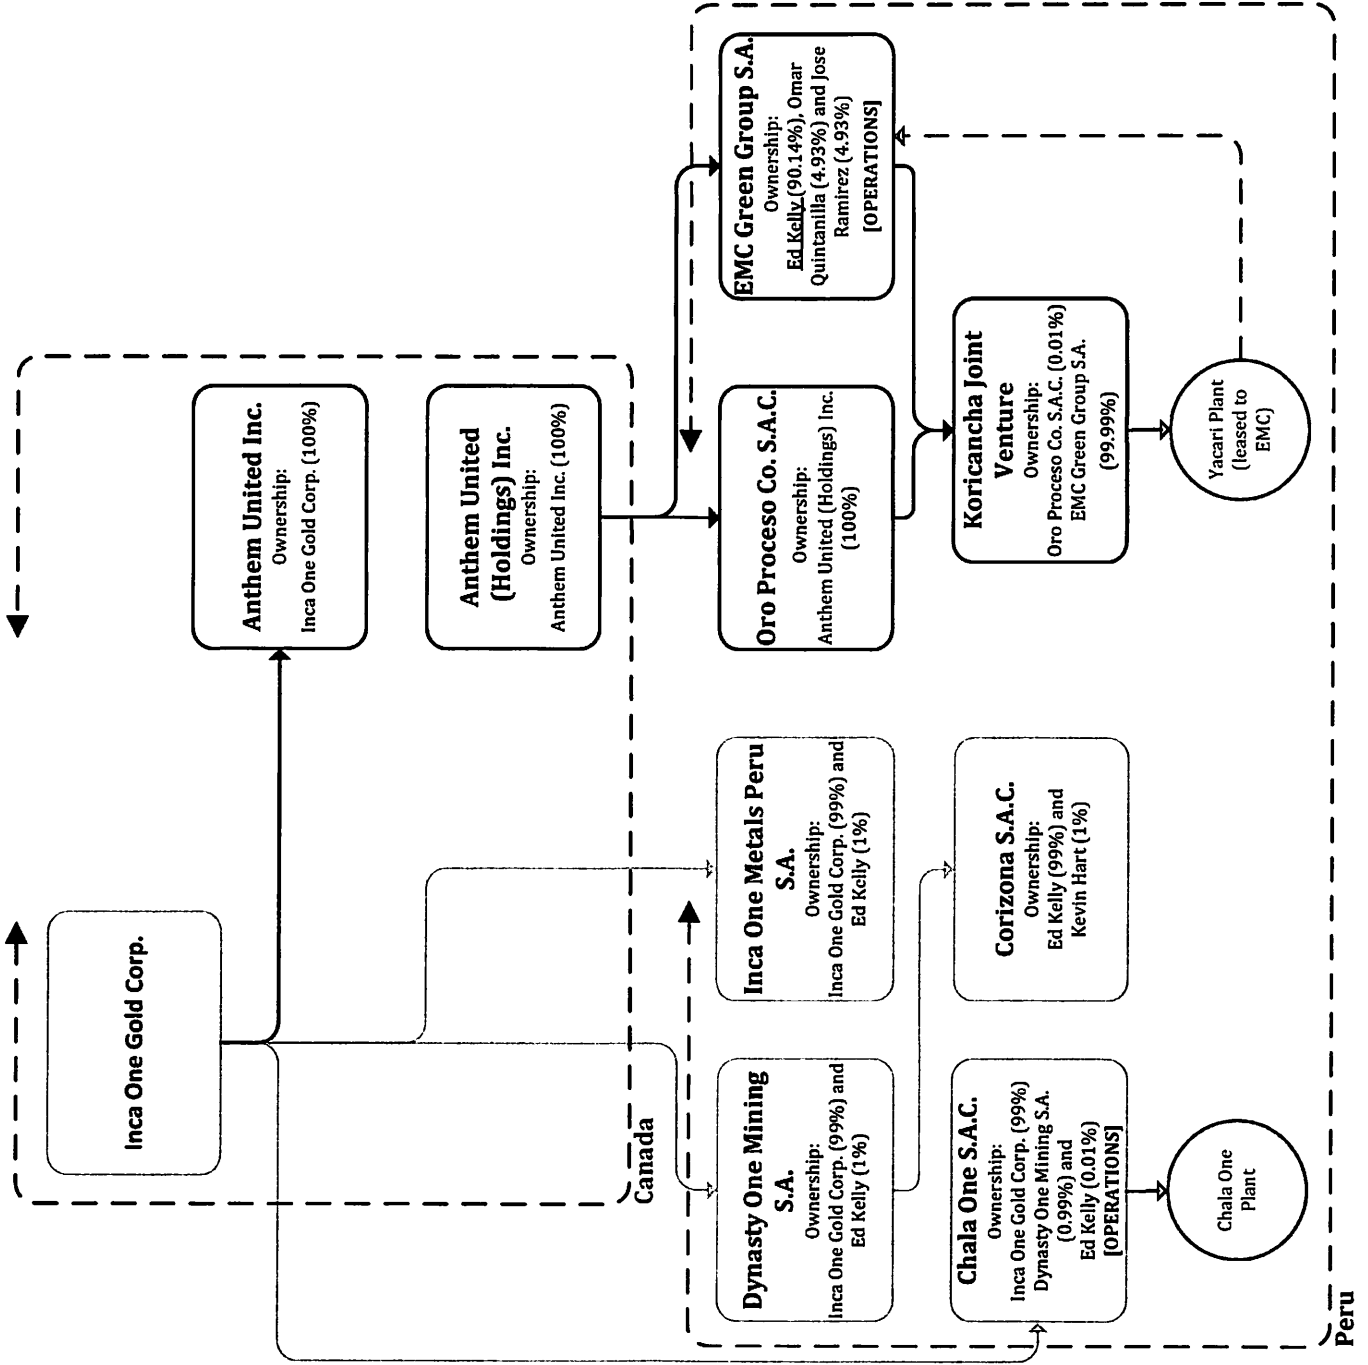 Inca One Gold Corp.
Anthem United Inc.
Ownership:
Inca One Gold Corp. (100%)
Anthem United
(Holdings) Inc.
Ownership:
Anthem United Inc. (100%)
Canada
Dynasty One Mining
S.A.
Ownership:
Inca One Gold Corp. (99%) and
Ed Kelly (1%)
Inca One Metals Peru
S.A.
Ownership:
Inca One Gold Corp. (99%) and
Ed Kelly (1%)
Oro Proceso Co. S.A.C.
Ownership:
Anthem United (Holdings) Inc.
(100%)
EMC Green Group S.A.
Ownership:
Ed Kelly (90.14%), Omar
Quintanilla (4.93%) and Jose
Ramirez (4.93%)
[OPERATIONS]
Chala One S.A.C.
Ownership:
Inca One Gold Corp. (99%)
Dynasty One Mining S.A.
(0.99%) and
Ed Kelly (0.01%)
[OPERATIONS]
Corizona S.A.C.
Ownership:
Ed Kelly (99%) and
Kevin Hart (1%)
Koricancha Joint
Venture
Ownership:
Oro Proceso Co. S.A.C. (0.01%)
EMC Green Group S.A.
(99.99%)
Chala One
Plant
Yacari Plant
(leased to
EMC)
Peru